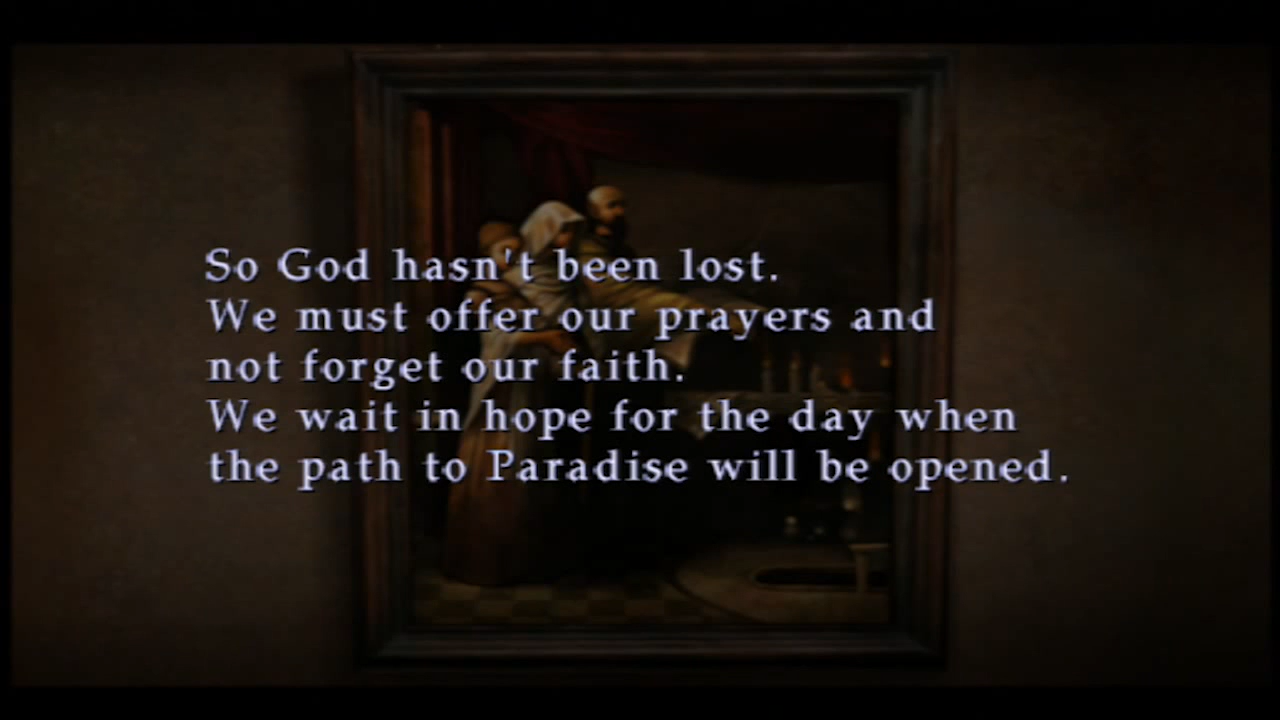 So God hasn't been lost.
We must offer our prayers and
not forget our faith.
We wait in hope for the day when
the path to Paradise will be opened.